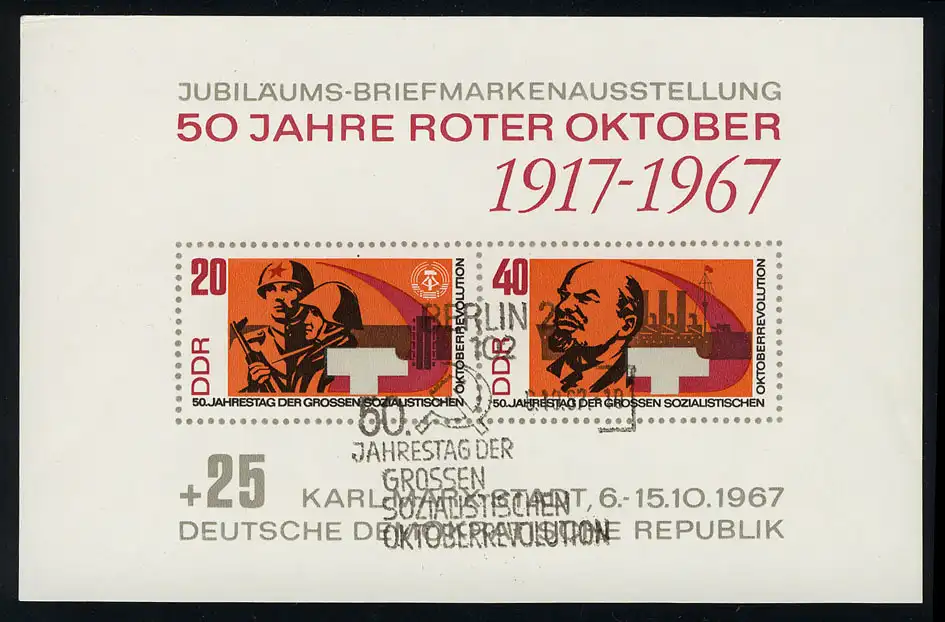 JUBILÄUMS-BRIEFMARKENAUSSTELLUNG
50 JAHRE ROTER OKTOBER
1917-1967
20
DDR
50. JAHRESTAG DER GROSSEN SOZIALISTISCHEN
OKTOBERREVOLUTION
40
DDR
50. JAHRESTAG DER GROSSEN SOZIALISTISCHEN
OKTOBERREVOLUTION
BERLIN 2
102
50.
JAHRESTAG DER
GROSSEN
SOZIALISTISCHEN
OKTOBERREVOLUTION
+25
KARL-MARX-STADT, 6.-15.10.1967
DEUTSCHE DEMOKRATISCHE REPUBLIK